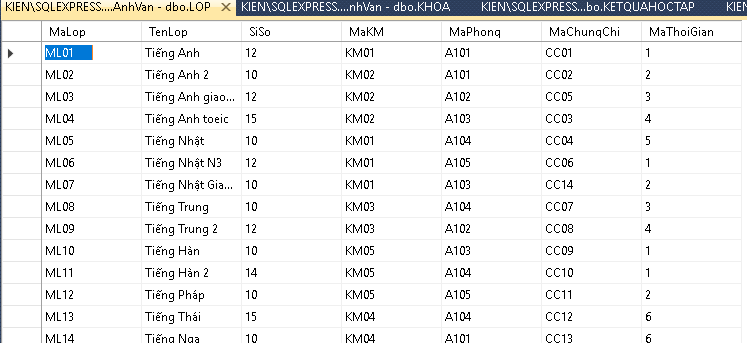 KIEN\SQLEXPRESS....AnhVan - dbo.LOP KIEN\SQLEXPRESS....nhVan - dbo.KHOA KIEN\SQLEXPRESS...bo.KETQUAHOCTAP KIEN\
MaLop TenLop SiSo MaKM MaPhong MaChungChi MaThoiGian
ML01 Tiếng Anh 12 KM01 A101 CC01 1
ML02 Tiếng Anh 2 10 KM01 A101 CC02 2
ML03 Tiếng Anh giao... 12 KM02 A102 CC05 3
ML04 Tiếng Anh toeic 15 KM02 A103 CC03 4
ML05 Tiếng Nhật 10 KM01 A104 CC04 5
ML06 Tiếng Nhật N3 12 KM01 A105 CC06 1
ML07 Tiếng Nhật Gia... 10 KM01 A103 CC14 2
ML08 Tiếng Trung 10 KM03 A104 CC07 3
ML09 Tiếng Trung 2 12 KM03 A102 CC08 4
ML10 Tiếng Hàn 10 KM05 A103 CC09 1
ML11 Tiếng Hàn 2 14 KM05 A104 CC10 1
ML12 Tiếng Pháp 10 KM05 A105 CC11 2
ML13 Tiếng Thái 15 KM04 A104 CC12 6
ML14 Tiếng Nga 10 KM04 A101 CC13 6